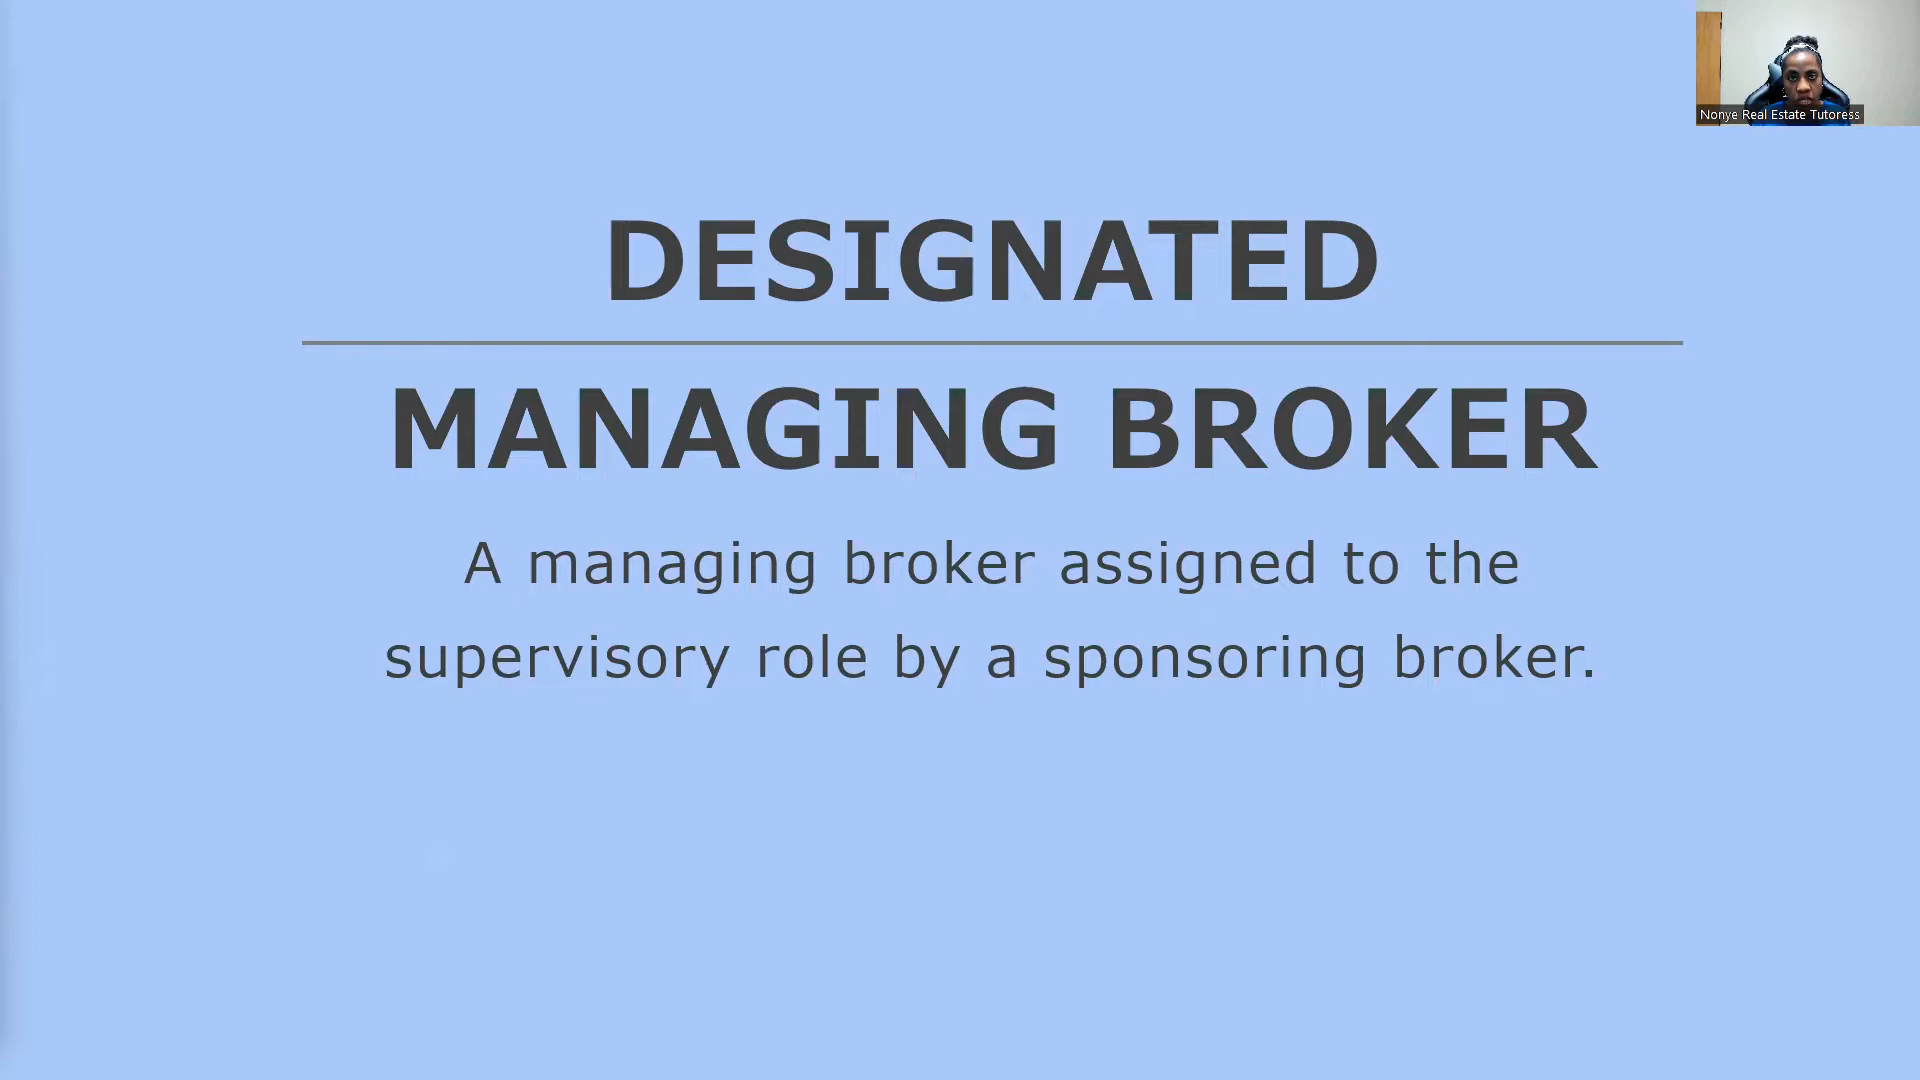 Nonye Real Estate Tutoress
DESIGNATED
MANAGING BROKER
A managing broker assigned to the
supervisory role by a sponsoring broker.